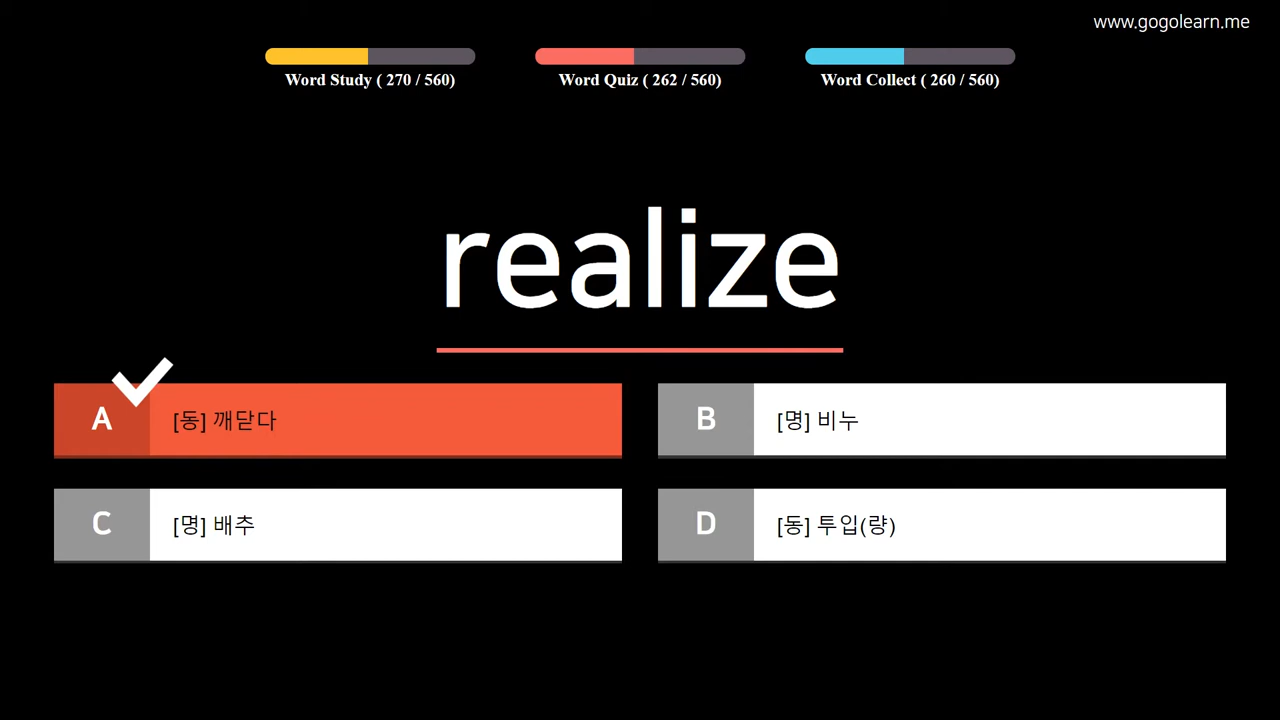 www.gogolearn.me
Word Study ( 270 / 560)
Word Quiz ( 262 / 560)
Word Collect ( 260 / 560)
realize
A [동] 깨닫다
B [명] 비누
C [명] 배추
D [동] 투입(량)